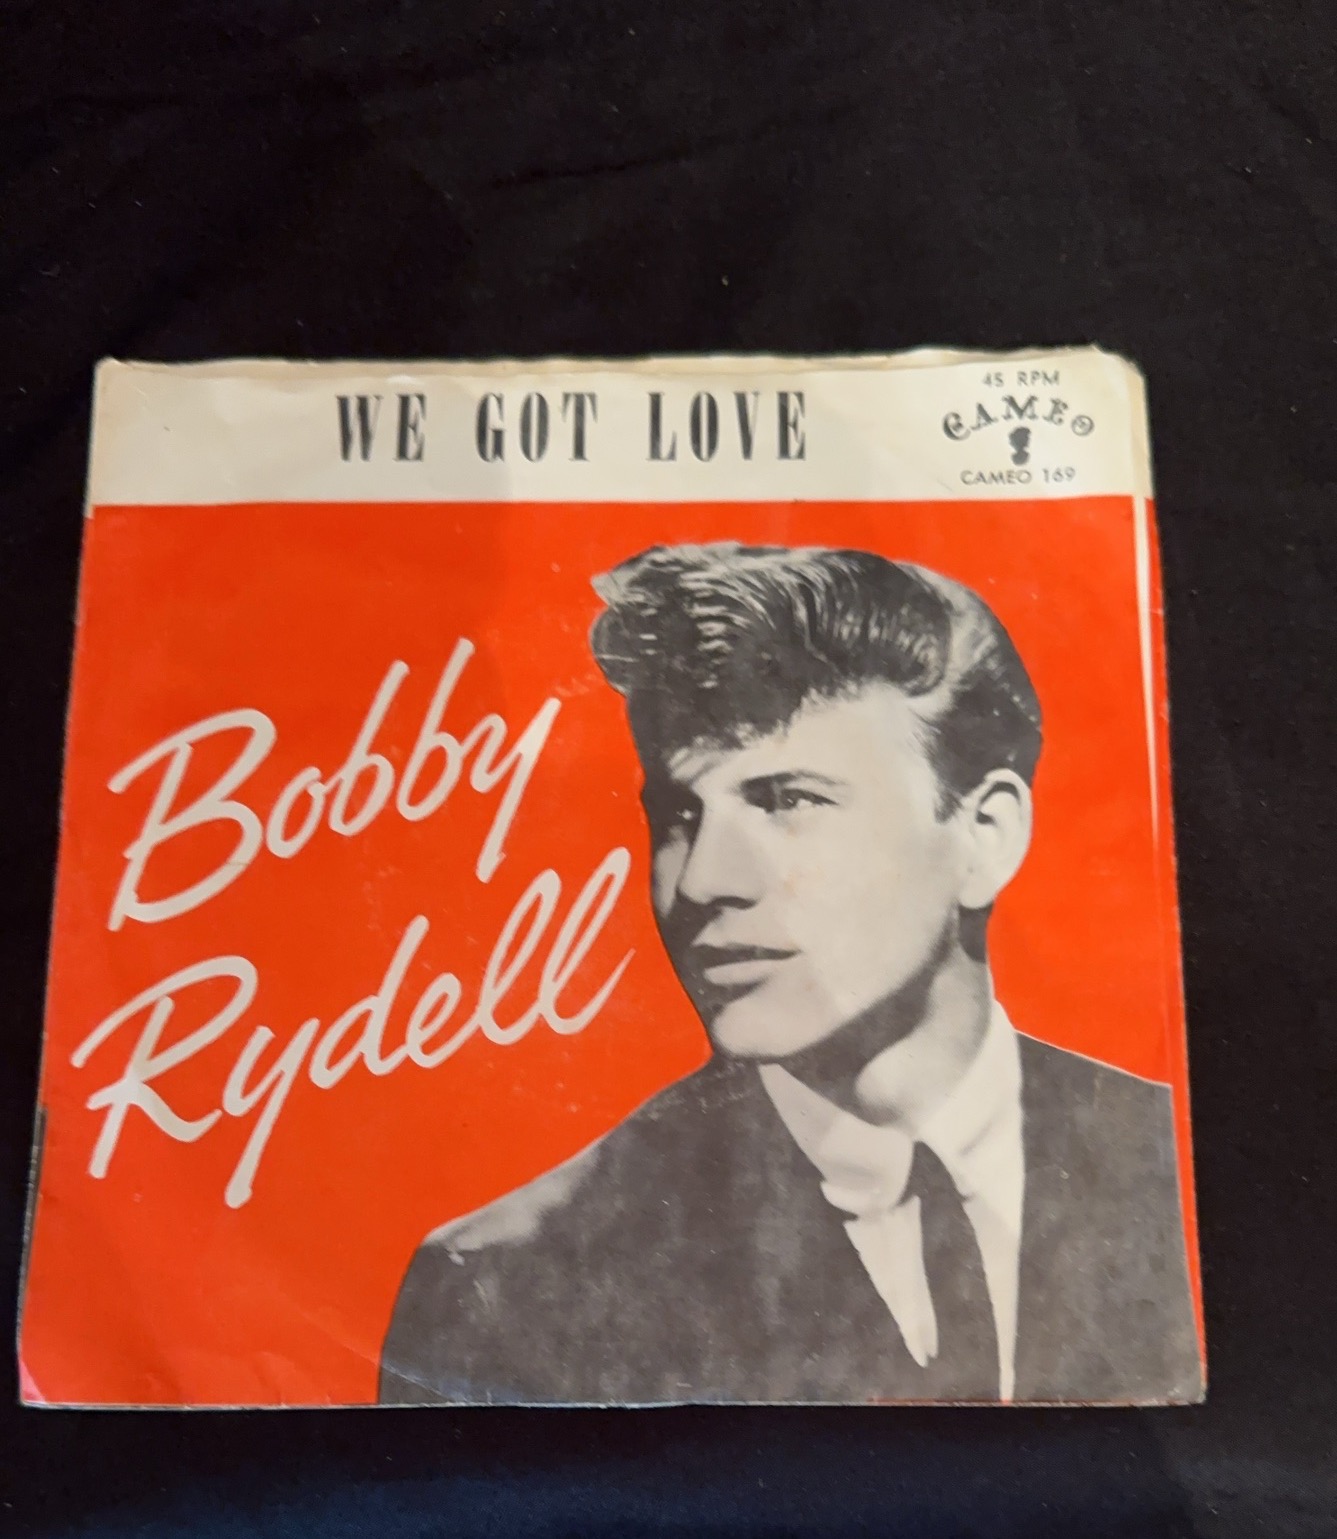 WE GOT LOVE
45 RPM
CAMEO
CAMEO 169
Bobby
Rydell